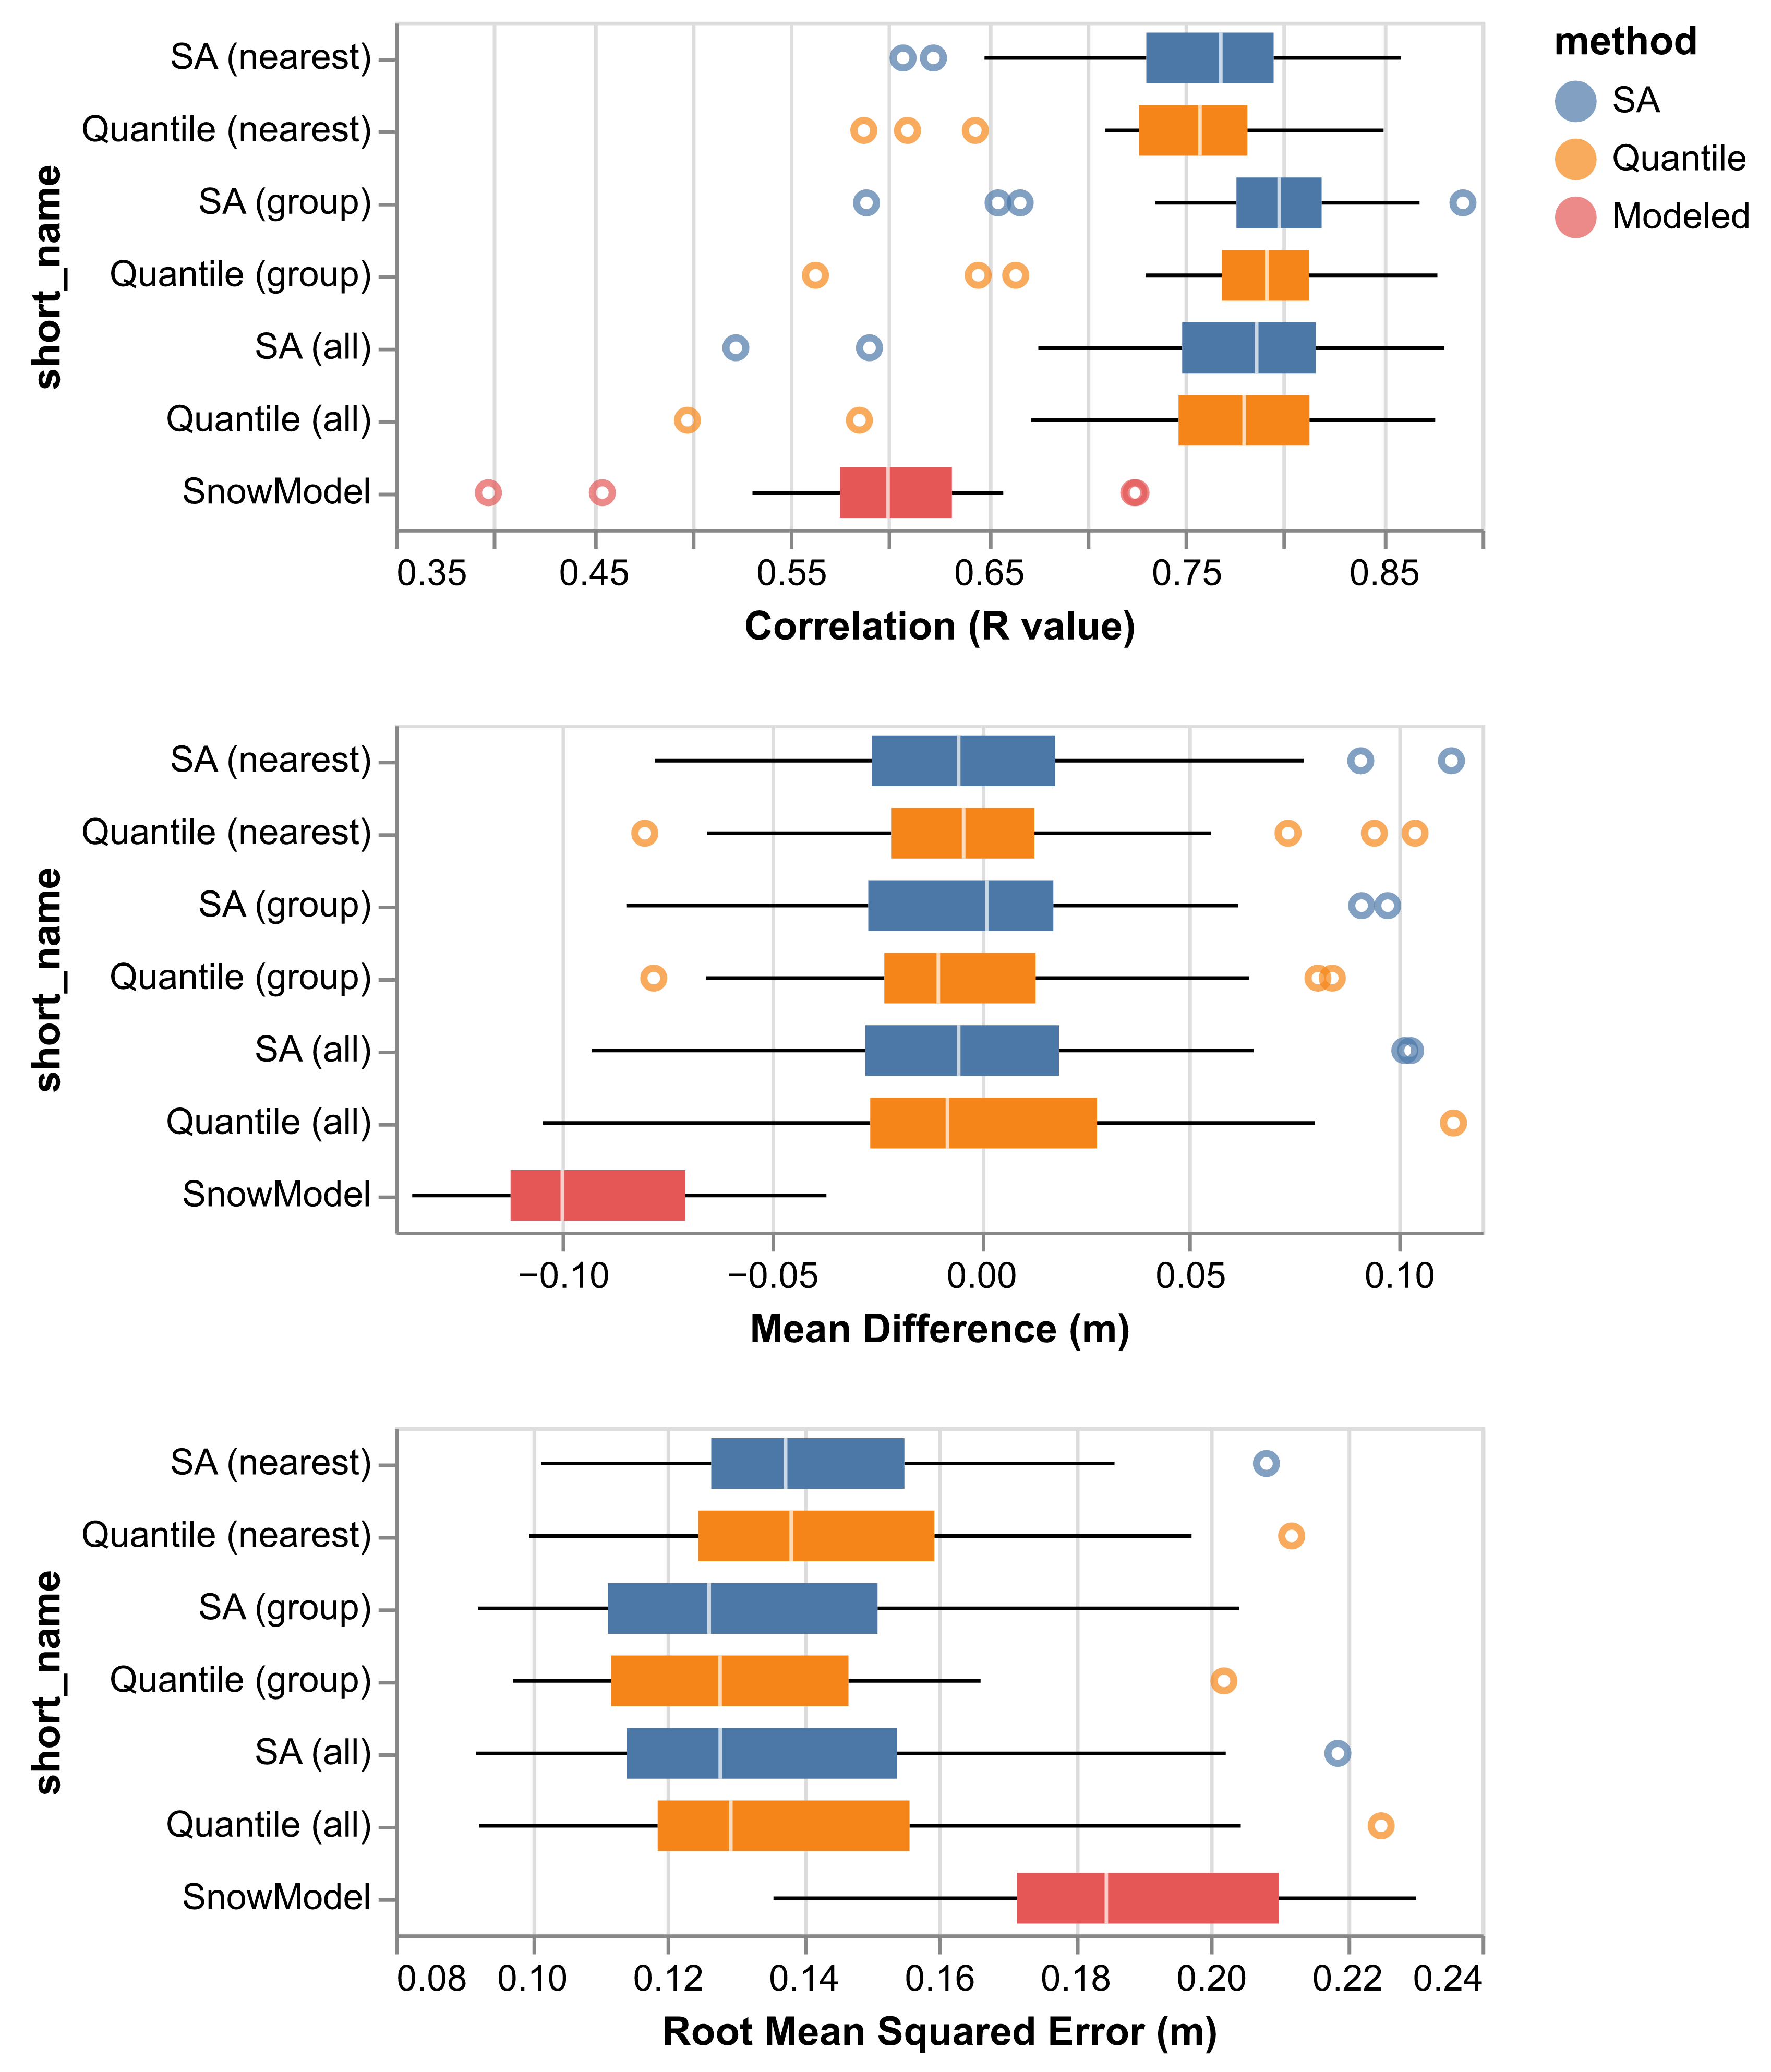 short_name
SA (nearest)
Quantile (nearest)
SA (group)
Quantile (group)
SA (all)
Quantile (all)
SnowModel
0.35 0.45 0.55 0.65 0.75 0.85
Correlation (R value)
method
SA
Quantile
Modeled
short_name
SA (nearest)
Quantile (nearest)
SA (group)
Quantile (group)
SA (all)
Quantile (all)
SnowModel
−0.10 −0.05 0.00 0.05 0.10
Mean Difference (m)
short_name
SA (nearest)
Quantile (nearest)
SA (group)
Quantile (group)
SA (all)
Quantile (all)
SnowModel
0.08 0.10 0.12 0.14 0.16 0.18 0.20 0.22 0.24
Root Mean Squared Error (m)